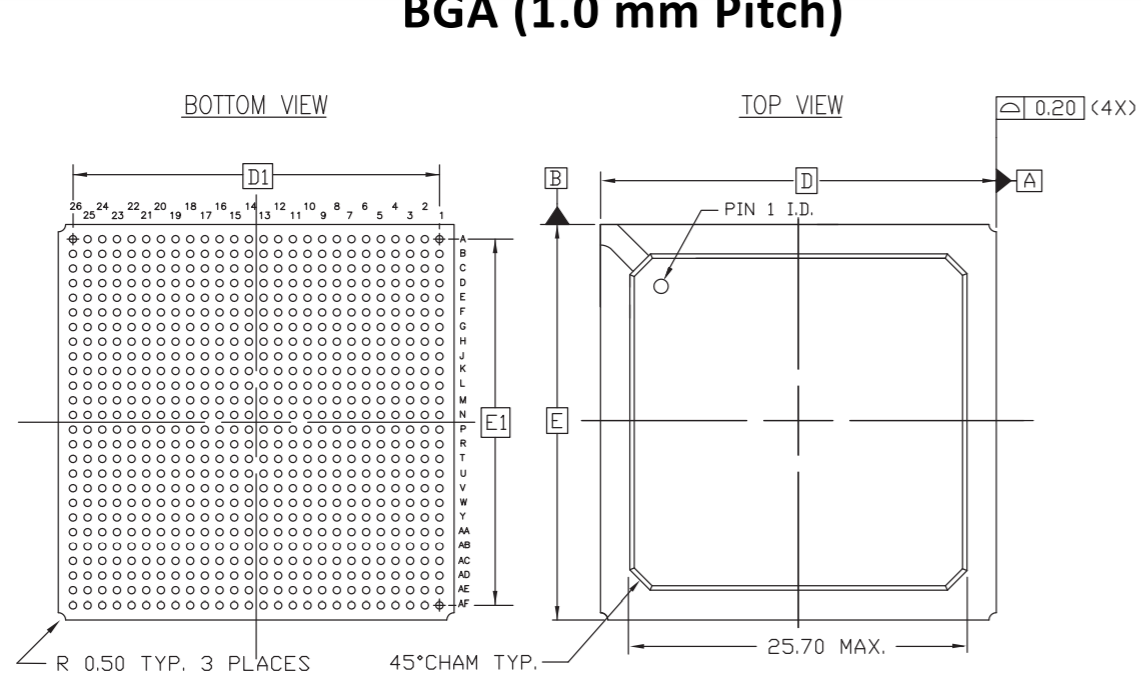 BGA (1.0 mm Pitch)
BOTTOM VIEW
TOP VIEW
0.20 (4X)
D1
B
D
A
26 24 22 20 18 16 14 12 10 8 6 4 2
25 23 21 19 17 15 13 11 9 7 5 3 1
PIN 1 I.D.
A
B
C
D
E
F
G
H
J
K
L
M
N
P
R
T
U
V
W
Y
AA
AB
AC
AD
AE
AF
E1
E
25.70 MAX.
R 0.50 TYP. 3 PLACES
45°CHAM TYP.